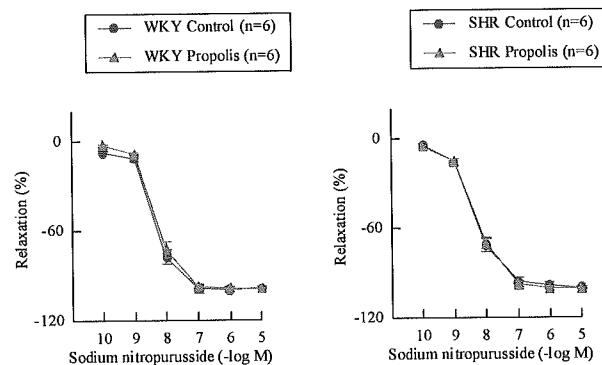 WKY Control (n=6)
WKY Propolis (n=6)
SHR Control (n=6)
SHR Propolis (n=6)
Relaxation (%)
0
-60
-120
10 9 8 7 6 5
Sodium nitropurusside (-log M)
Relaxation (%)
0
-60
-120
10 9 8 7 6 5
Sodium nitropurusside (-log M)